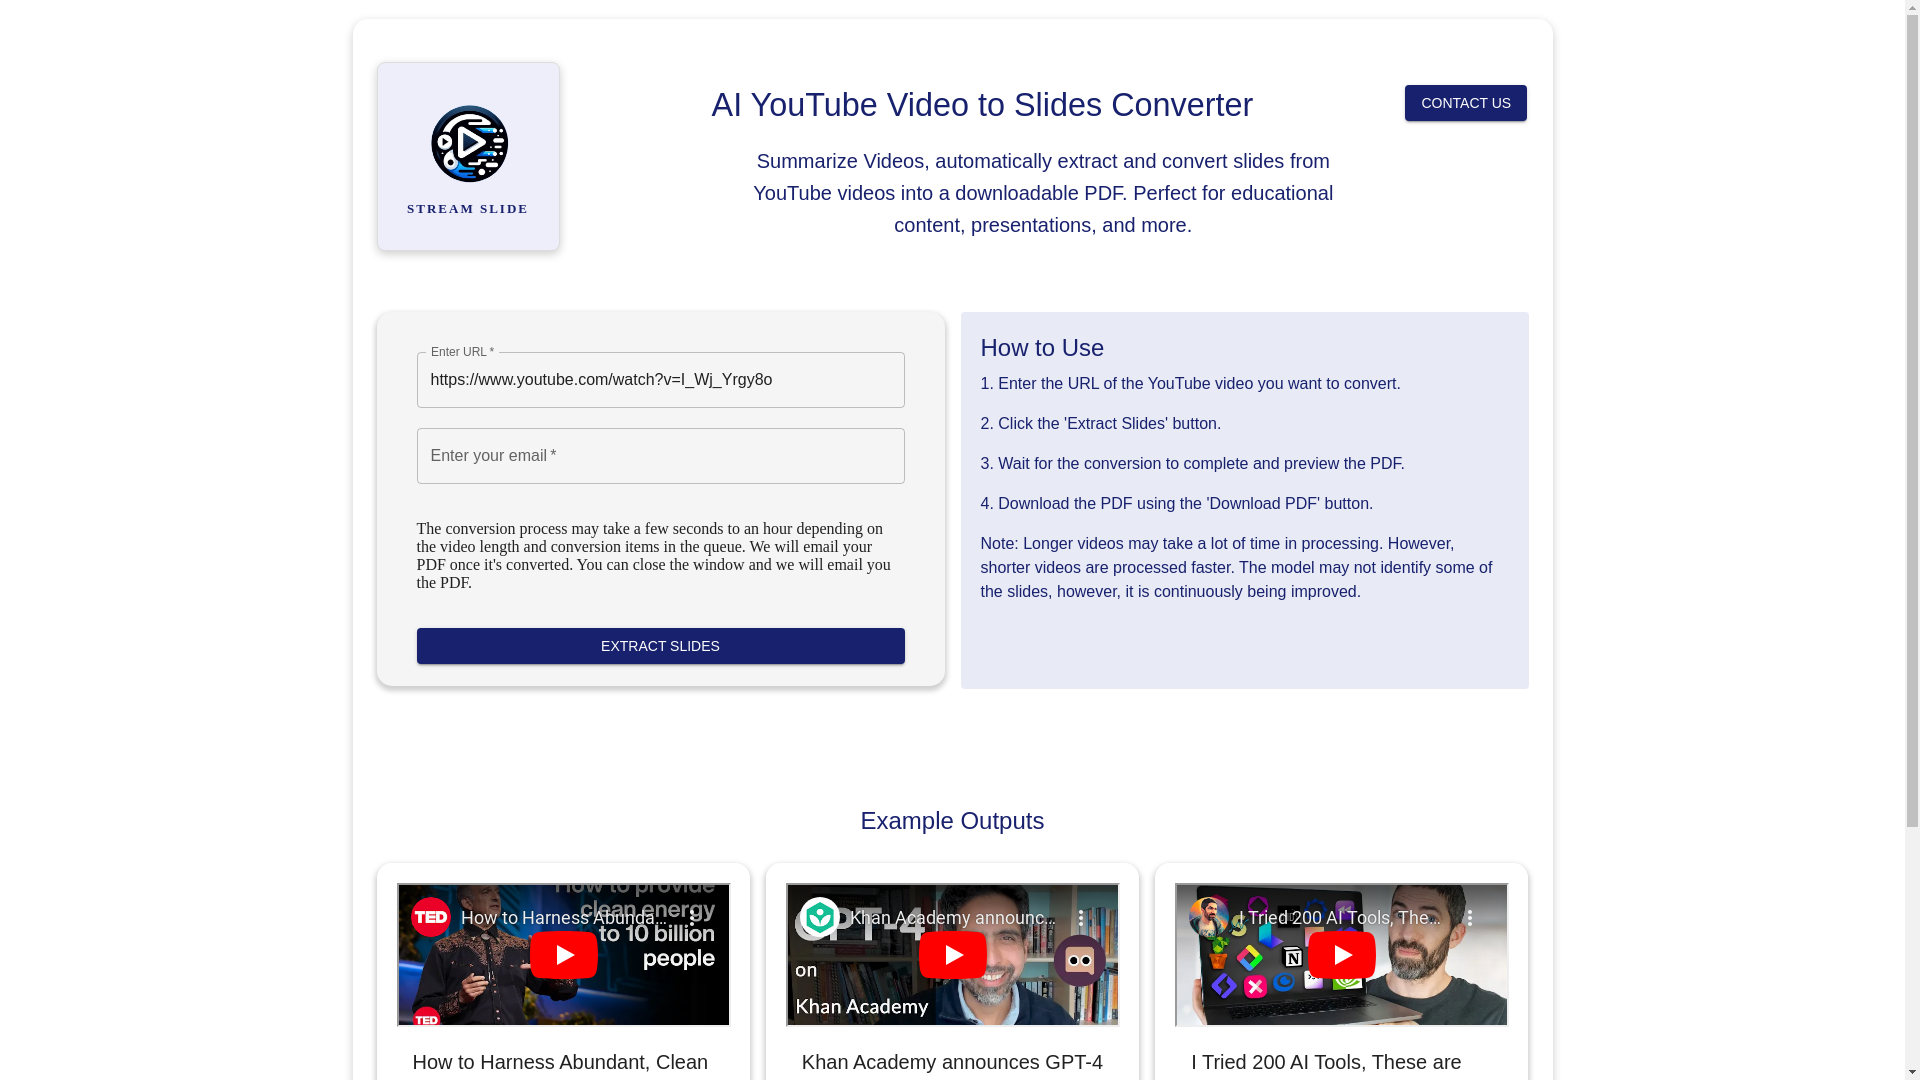 AI YouTube Video to Slides Converter
CONTACT US
Summarize Videos, automatically extract and convert slides from
YouTube videos into a downloadable PDF. Perfect for educational
content, presentations, and more.
STREAM SLIDE
Enter URL *
https://www.youtube.com/watch?v=I_Wj_Yrgy8o
Enter your email *
The conversion process may take a few seconds to an hour depending on
the video length and conversion items in the queue. We will email your
PDF once it's converted. You can close the window and we will email you
the PDF.
EXTRACT SLIDES
How to Use
1. Enter the URL of the YouTube video you want to convert.
2. Click the 'Extract Slides' button.
3. Wait for the conversion to complete and preview the PDF.
4. Download the PDF using the 'Download PDF' button.
Note: Longer videos may take a lot of time in processing. However,
shorter videos are processed faster. The model may not identify some of
the slides, however, it is continuously being improved.
Example Outputs
TED
How to Harness Abunda...
How to provide
clean energy
to 10 billion
people
TED
How to Harness Abundant, Clean
Khan Academy announc...
GPT-4
on
Khan Academy
Khan Academy announces GPT-4
I Tried 200 AI Tools, The...
I Tried 200 AI Tools, These are